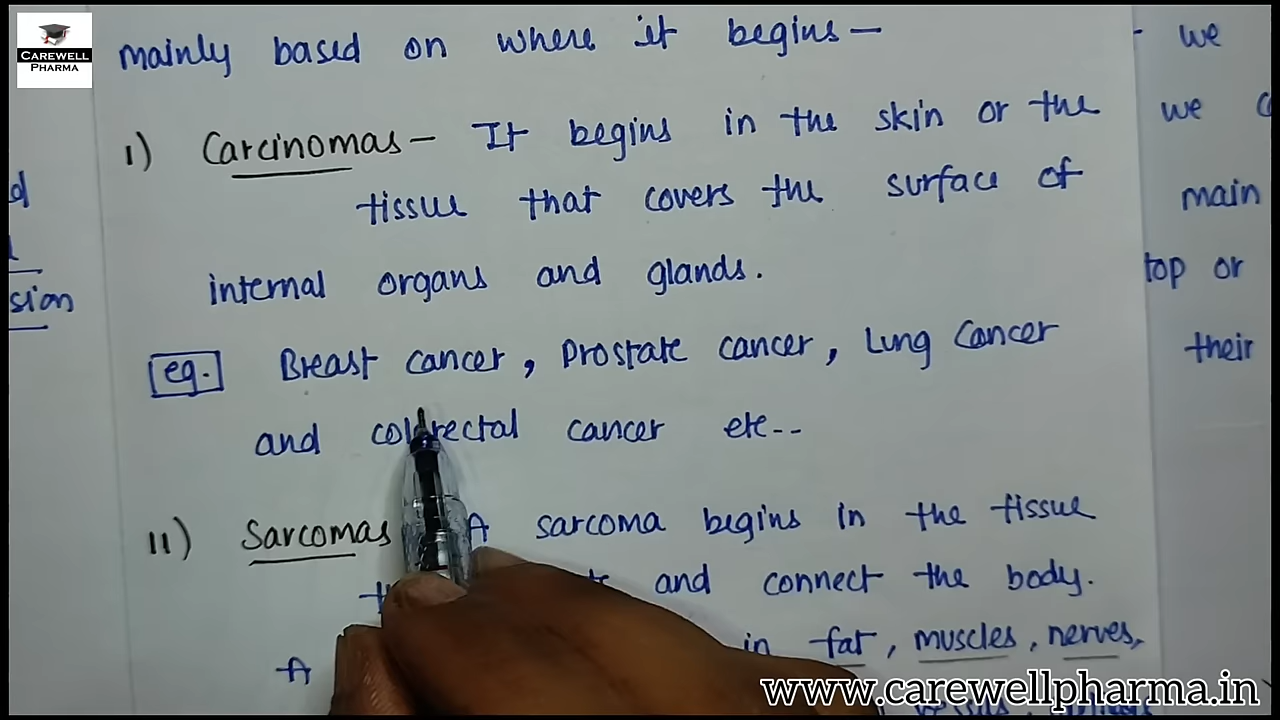 CAREWELL
PHARMA
mainly based on where it begins—
I) Carcinomas – It begins in the skin or the
tissue that covers the surface of
internal organs and glands.
eg. Breast cancer, Prostate cancer, Lung Cancer
and colorectal cancer etc--
II) Sarcomas A sarcoma begins in the tissue
and connect the body.
A in fat, muscles, nerves,
- we
we
main
top or
their
d
sion
www.carewellpharma.in